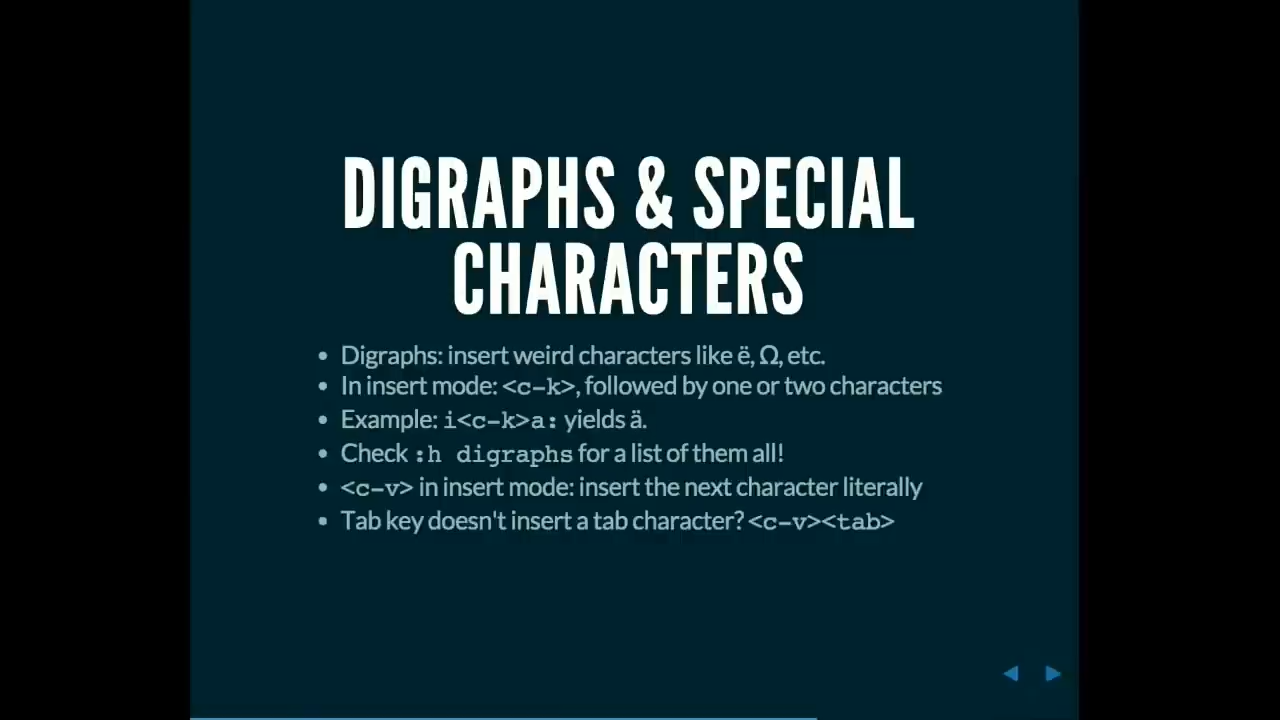 DIGRAPHS & SPECIAL
CHARACTERS
• Digraphs: insert weird characters like ë, Ω, etc.
• In insert mode: <c-k>, followed by one or two characters
• Example: i<c-k>a: yields ä.
• Check :h digraphs for a list of them all!
• <c-v> in insert mode: insert the next character literally
• Tab key doesn't insert a tab character? <c-v><tab>